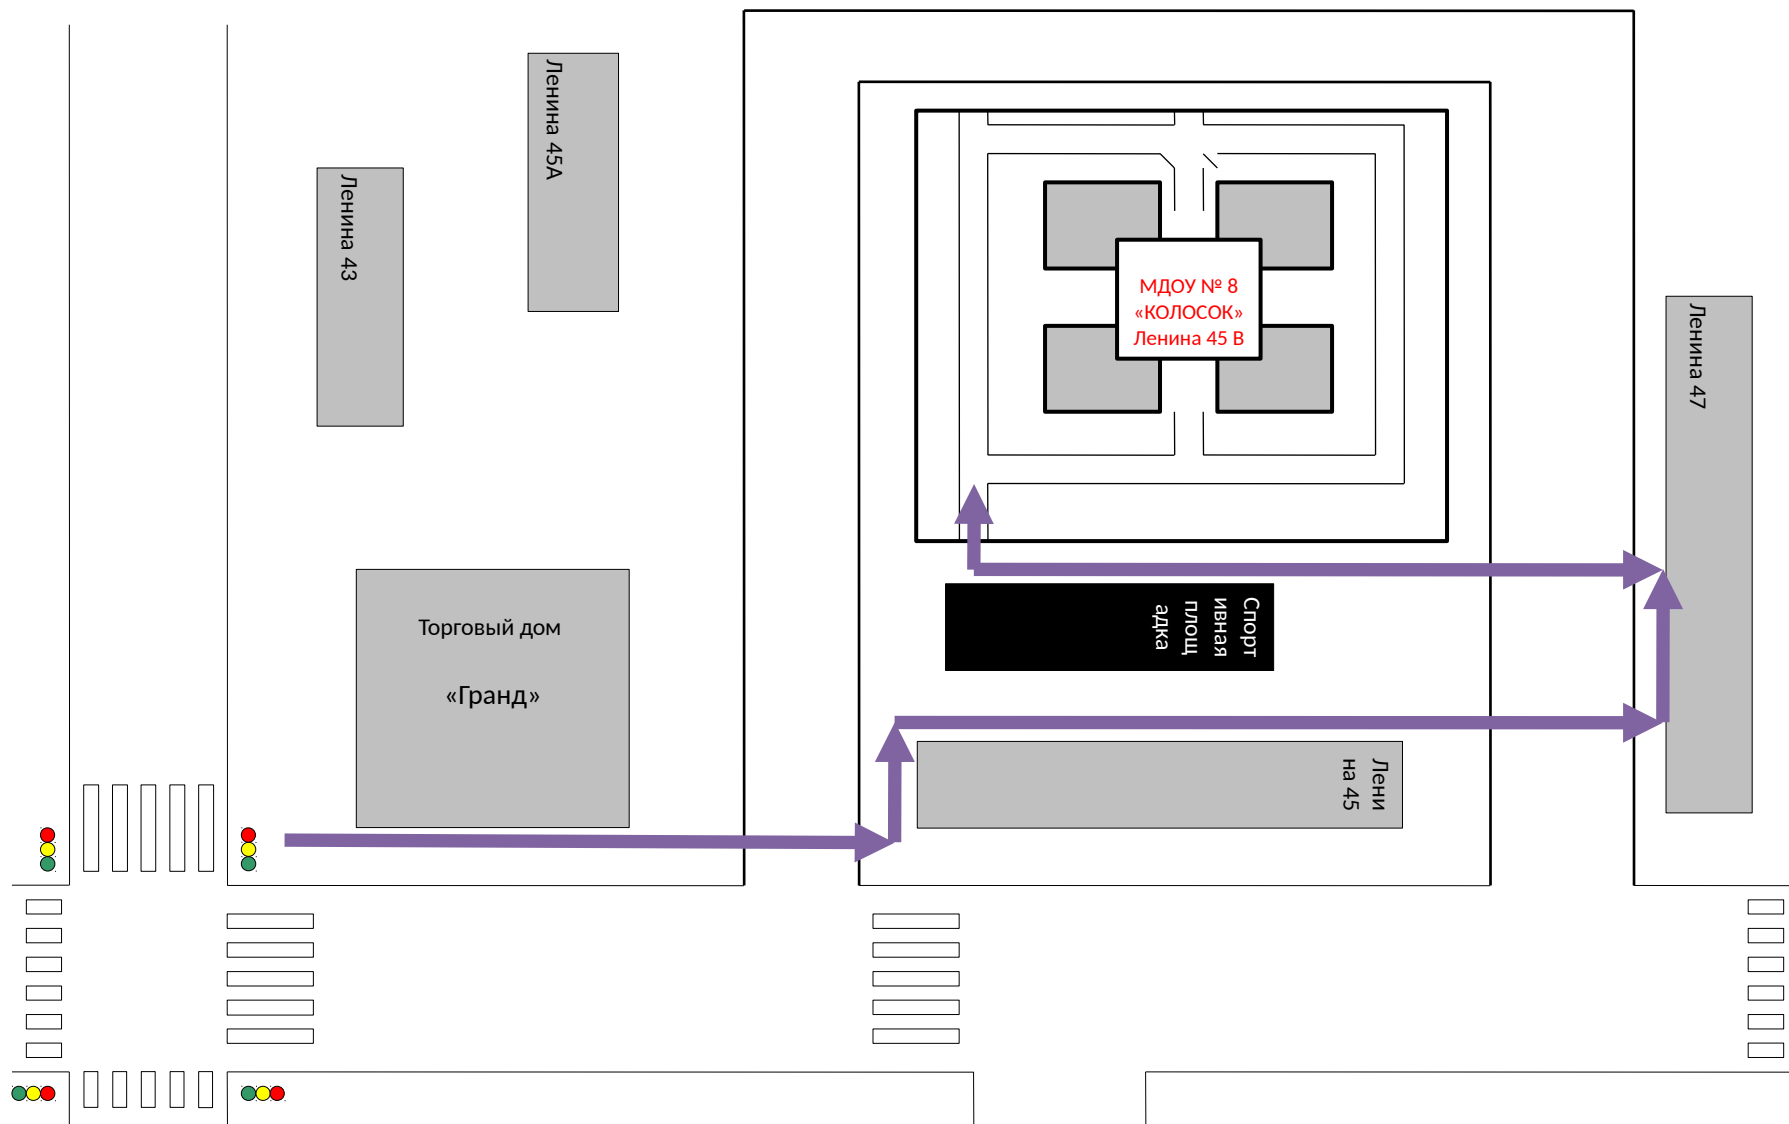 Ленина 45А
Ленина 43
МДОУ № 8
«КОЛОСОК»
Ленина 45 В
Ленина 47
Торговый дом
«Гранд»
Спорт
ивная
площ
адка
Лени
на 45